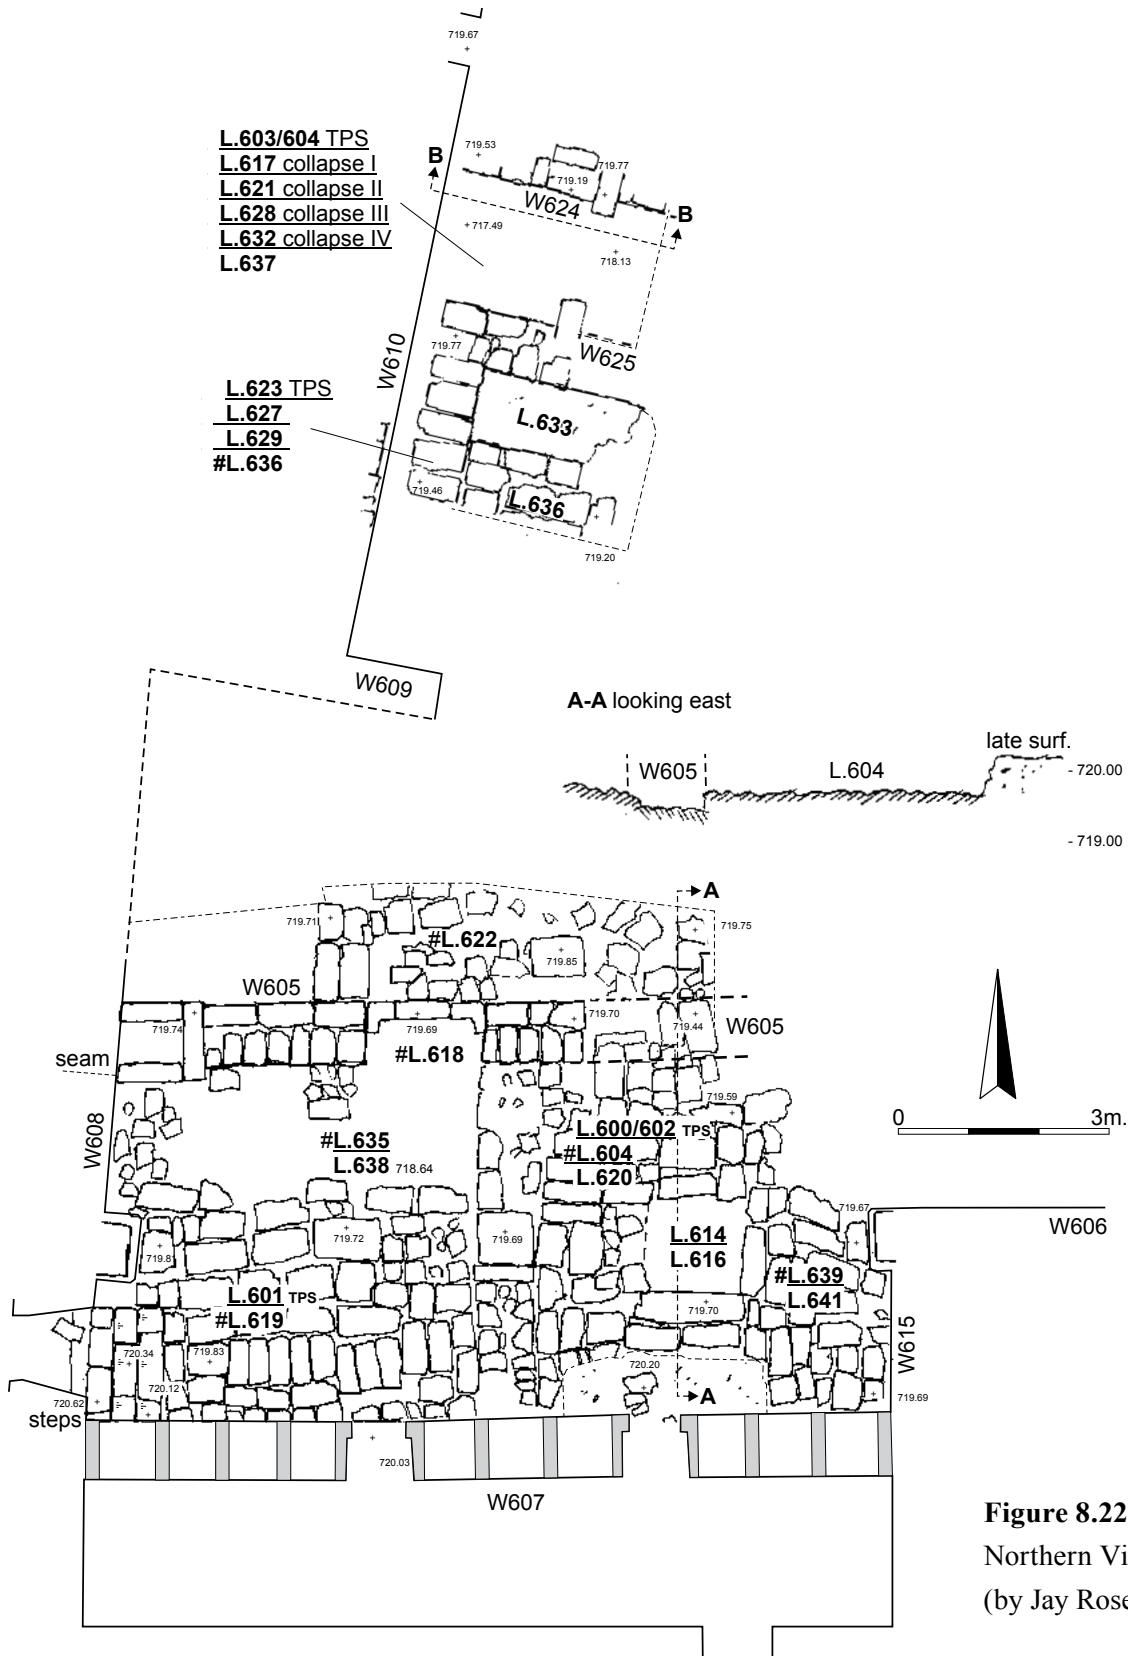 719.67
L.603/604 TPS
L.617 collapse I
L.621 collapse II
L.628 collapse III
L.632 collapse IV
L.637
B
719.53
719.77
719.19
W624
B
717.49
718.13
W610
719.77
W625
L.623 TPS
L.627
L.629
#L.636
L.633
719.46
L.636
719.20
W609
A-A looking east
late surf.
W605
L.604
- 720.00
- 719.00
A
719.71
#L.622
719.75
719.85
W605
719.74
719.69
719.70
719.44
W605
seam
#L.618
719.59
W608
L.600/602 TPS
#L.604
L.620
#L.635
L.638 718.64
0
3m.
719.72
719.69
L.614
L.616
719.67
W606
#L.639
L.641
L.601 TPS
#L.619
719.70
W615
720.34
719.83
720.12
720.20
A
720.62
719.69
steps
720.03
W607
Figure 8.22
Northern
(by Jay